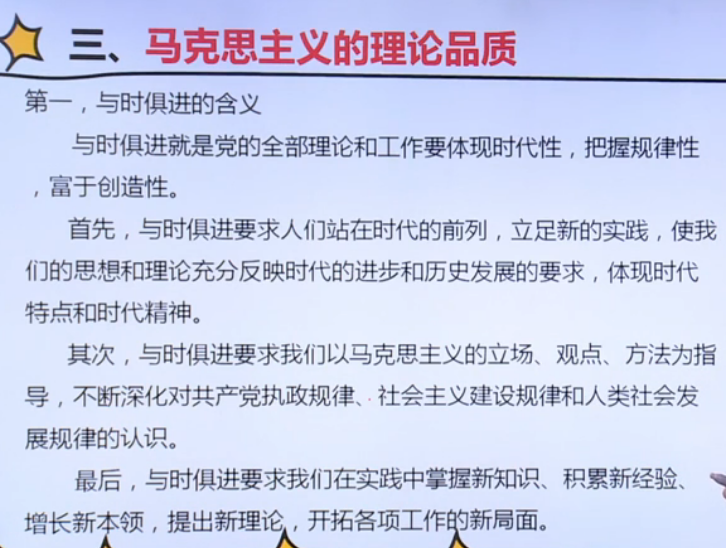 三、马克思主义的理论品质
第一，与时俱进的含义
与时俱进就是党的全部理论和工作要体现时代性，把握规律性
，富于创造性。
首先，与时俱进要求人们站在时代的前列，立足新的实践，使我
们的思想和理论充分反映时代的进步和历史发展的要求，体现时代
特点和时代精神。
其次，与时俱进要求我们以马克思主义的立场、观点、方法为指
导，不断深化对共产党执政规律、社会主义建设规律和人类社会发
展规律的认识。
最后，与时俱进要求我们在实践中掌握新知识、积累新经验、
增长新本领，提出新理论，开拓各项工作的新局面。